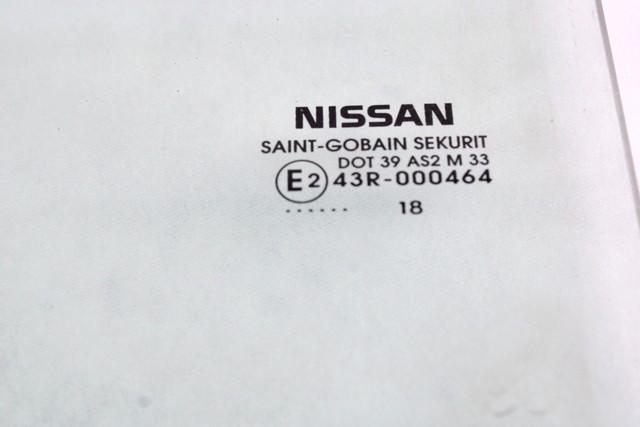 NISSAN
SAINT-GOBAIN SEKURIT
DOT 39 AS2 M 33
E2 43R-000464
...... 18